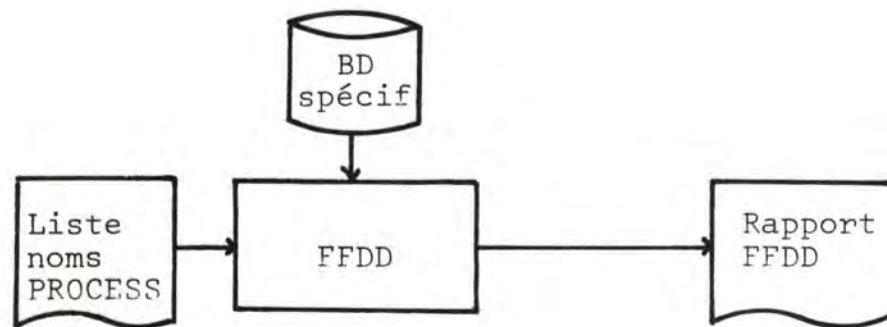 BD
spécif
Liste
noms
PROCESS
FFDD
Rapport
FFDD